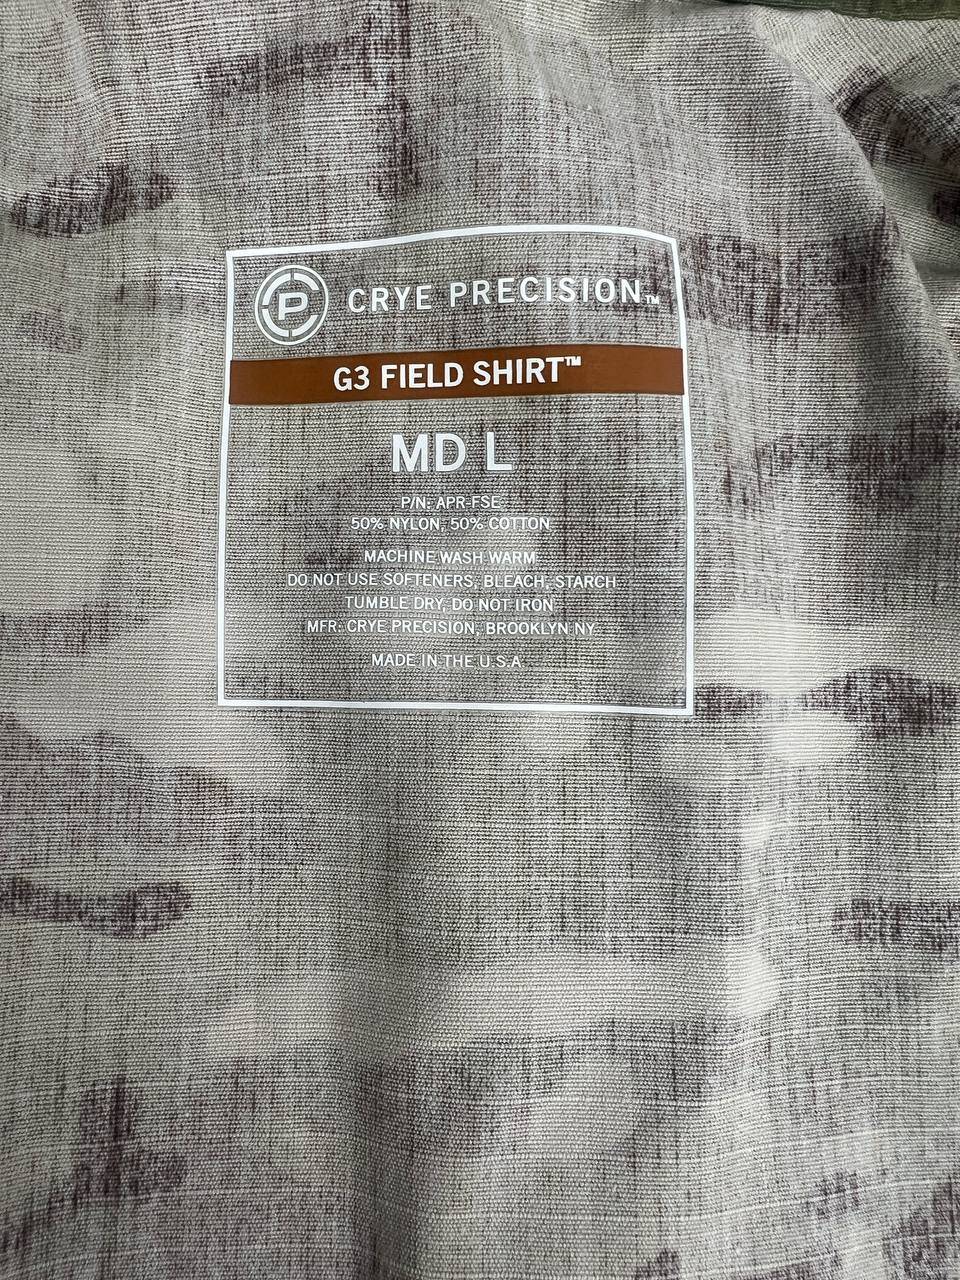 CP CRYE PRECISION™
G3 FIELD SHIRT™
MD L
P/N: APR-FSE
50% NYLON, 50% COTTON
MACHINE WASH WARM
DO NOT USE SOFTENERS, BLEACH, STARCH
TUMBLE DRY, DO NOT IRON
MFR: CRYE PRECISION, BROOKLYN NY
MADE IN THE U.S.A